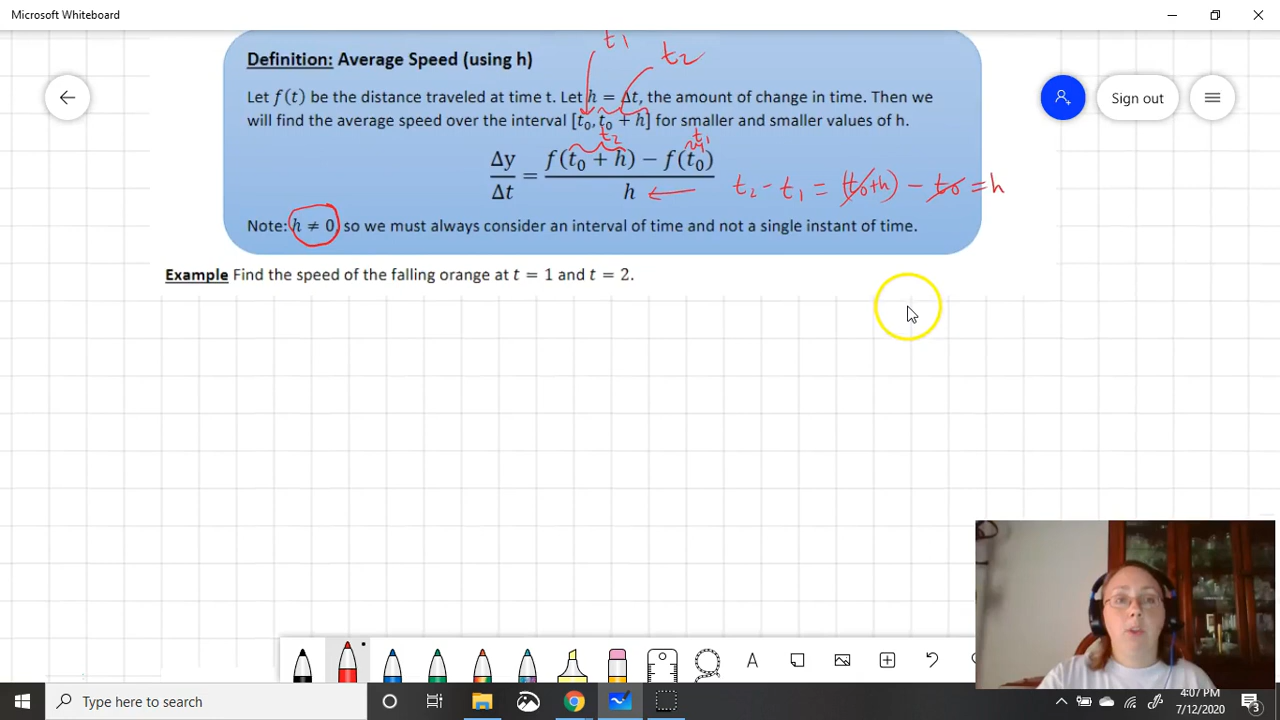 Microsoft Whiteboard
t₁
Definition: Average Speed (using h)
t₂
Let f(t) be the distance traveled at time t. Let h = Δt, the amount of change in time. Then we
will find the average speed over the interval [t₀, t₀ + h] for smaller and smaller values of h.
t₂ t₁
Δy/Δt = (f(t₀ + h) − f(t₀))/h
t₂ - t₁ = (t₀+h) - t₀ = h
Note: h ≠ 0, so we must always consider an interval of time and not a single instant of time.
Example Find the speed of the falling orange at t = 1 and t = 2.
Sign out
A
Type here to search
4:07 PM
7/12/2020
3